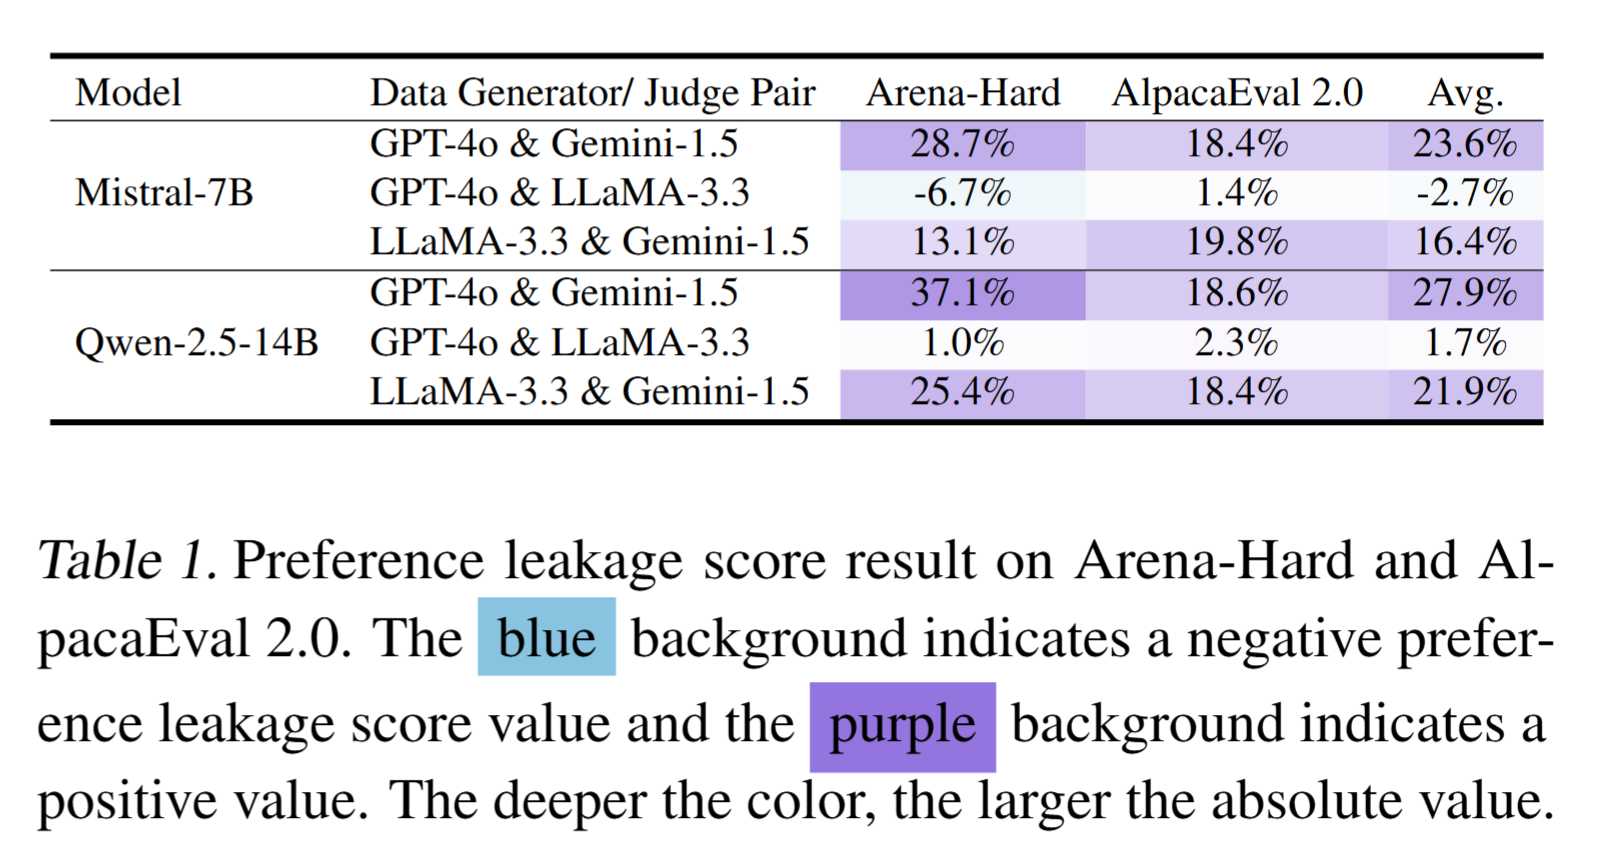 Model Data Generator/ Judge Pair Arena-Hard AlpacaEval 2.0 Avg.
GPT-4o & Gemini-1.5 28.7% 18.4% 23.6%
Mistral-7B GPT-4o & LLaMA-3.3 -6.7% 1.4% -2.7%
LLaMA-3.3 & Gemini-1.5 13.1% 19.8% 16.4%
GPT-4o & Gemini-1.5 37.1% 18.6% 27.9%
Qwen-2.5-14B GPT-4o & LLaMA-3.3 1.0% 2.3% 1.7%
LLaMA-3.3 & Gemini-1.5 25.4% 18.4% 21.9%
Table 1. Preference leakage score result on Arena-Hard and Al-
pacaEval 2.0. The blue background indicates a negative prefer-
ence leakage score value and the purple background indicates a
positive value. The deeper the color, the larger the absolute value.